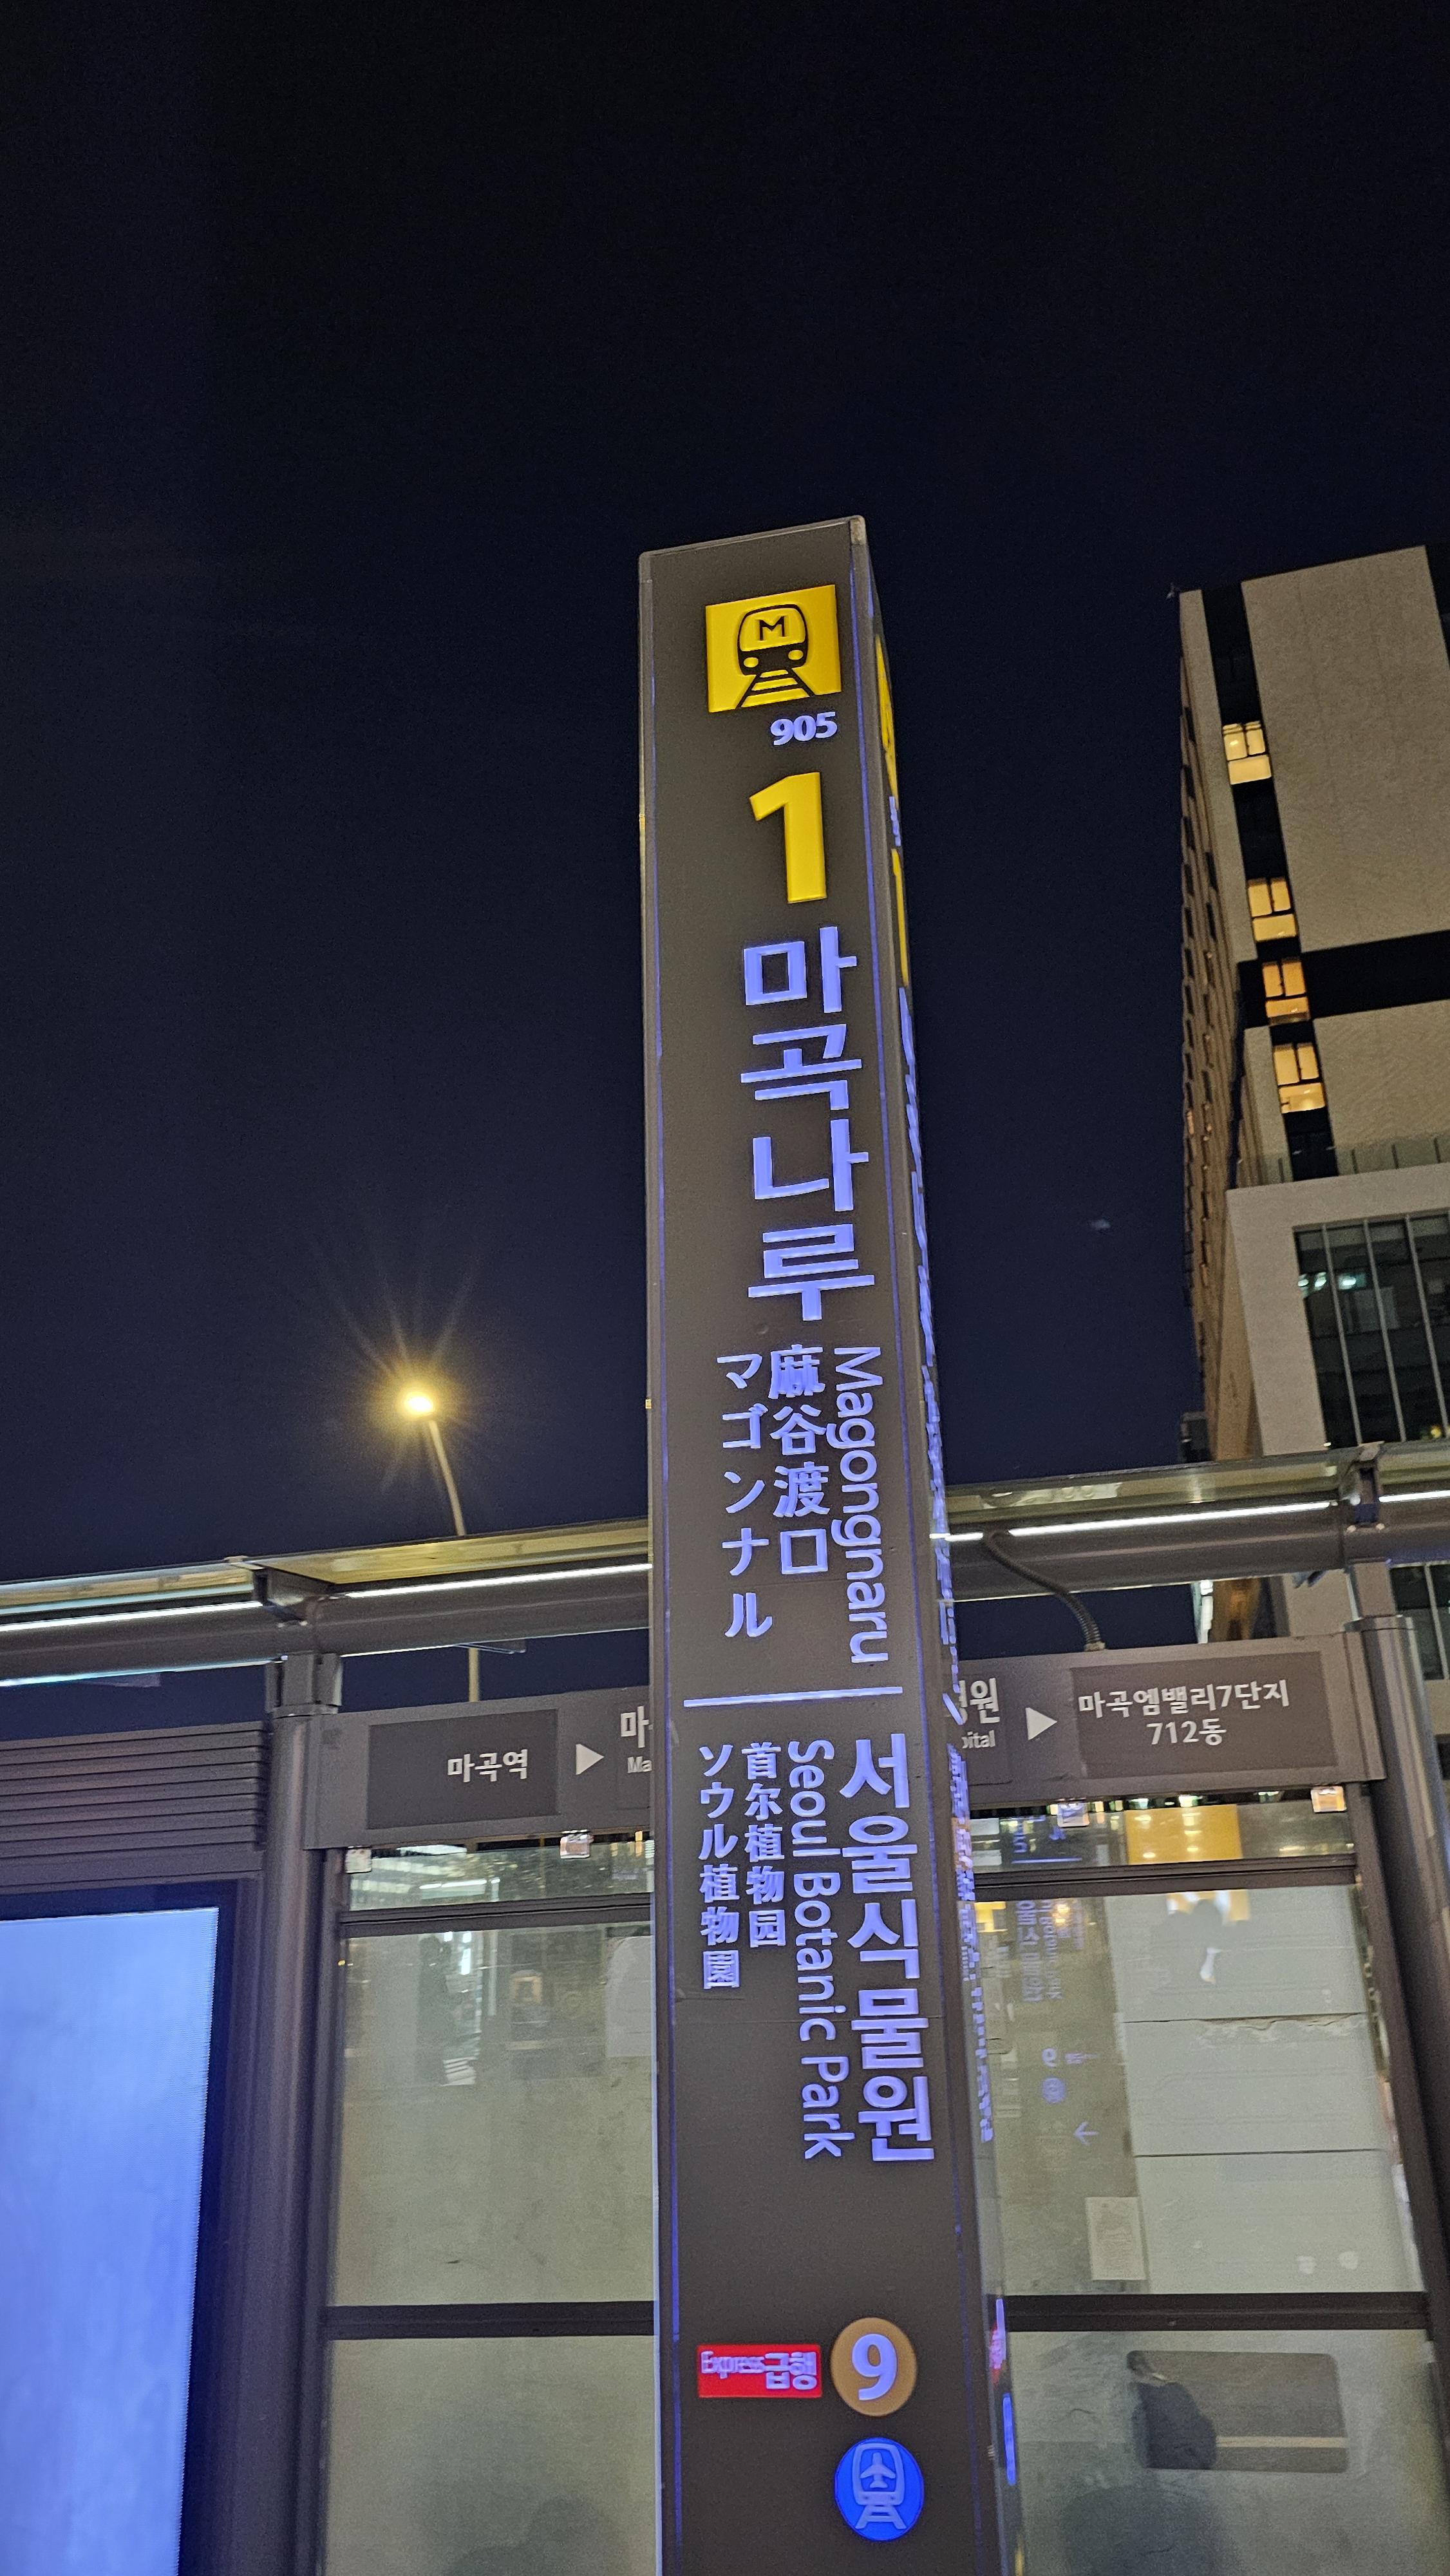 M
905
1
마곡나루
Magongnaru
麻谷渡口
マゴンナル
서울식물원
Seoul Botanic Park
首尔植物园
ソウル植物園
Express급행
9
마곡역
마곡엠밸리7단지
712동